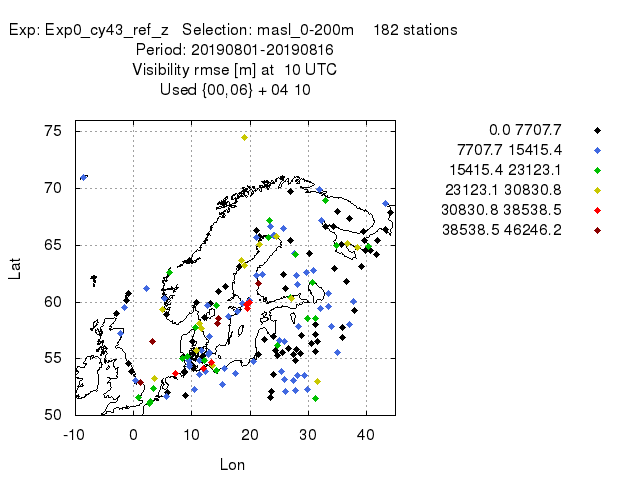 Exp: Exp0_cy43_ref_z   Selection: masl_0-200m    182 stations
Period: 20190801-20190816
Visibility rmse [m] at  10 UTC
Used {00,06} + 04 10
75
70
65
60
55
50
-10 0 10 20 30 40
Lat
Lon
0.0 7707.7
7707.7 15415.4
15415.4 23123.1
23123.1 30830.8
30830.8 38538.5
38538.5 46246.2